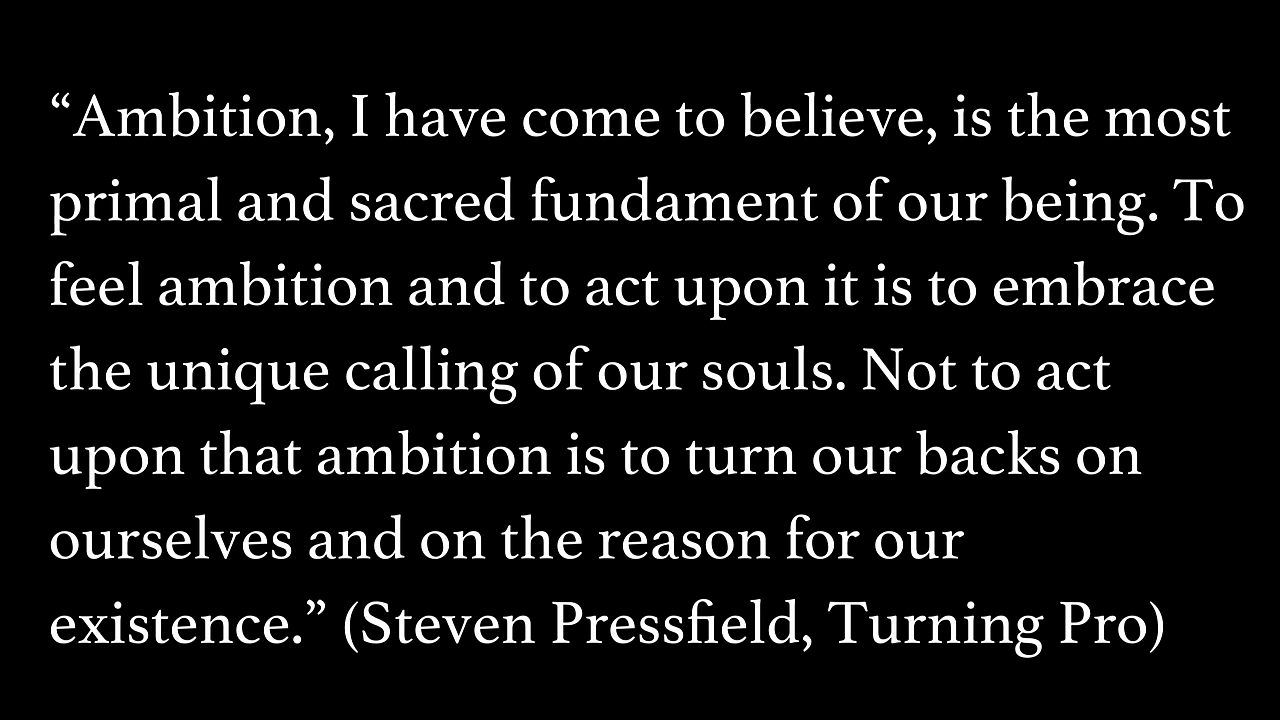 “Ambition, I have come to believe, is the most
primal and sacred fundament of our being. To
feel ambition and to act upon it is to embrace
the unique calling of our souls. Not to act
upon that ambition is to turn our backs on
ourselves and on the reason for our
existence.” (Steven Pressfield, Turning Pro)